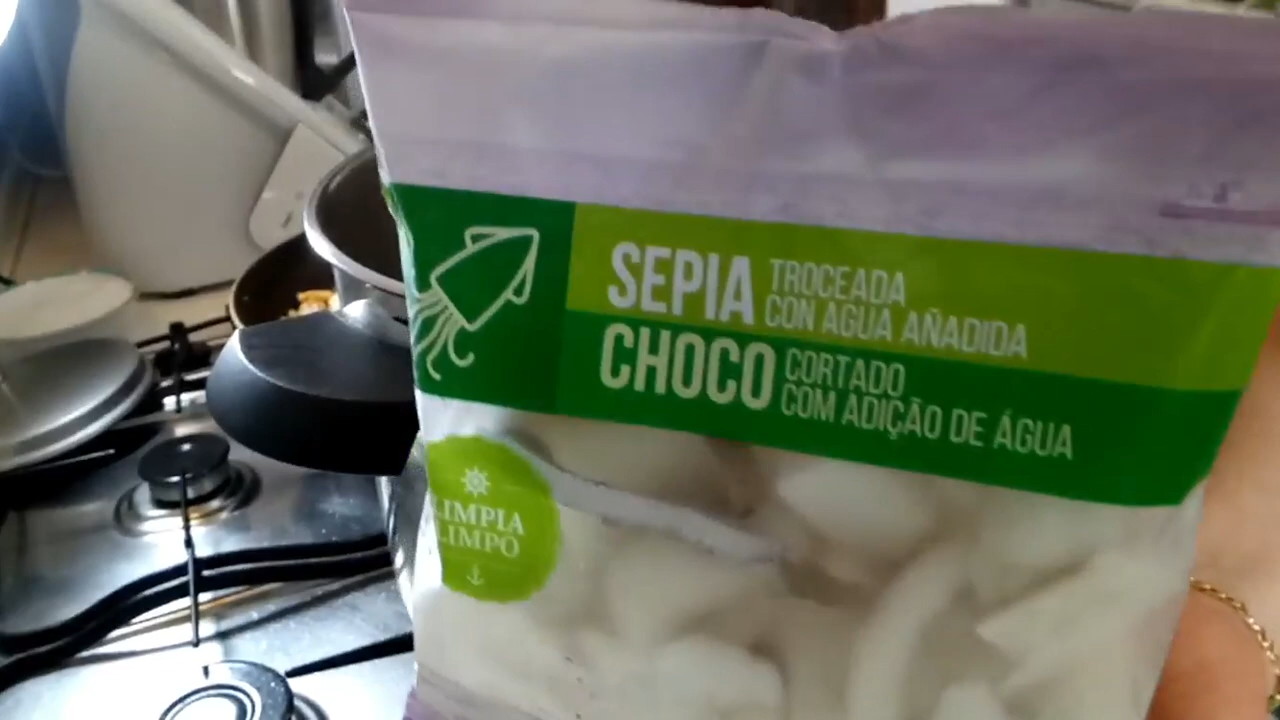 SEPIA TROCEADA
CON AGUA AÑADIDA
CHOCO CORTADO
COM ADIÇÃO DE ÁGUA
LIMPIA
LIMPO